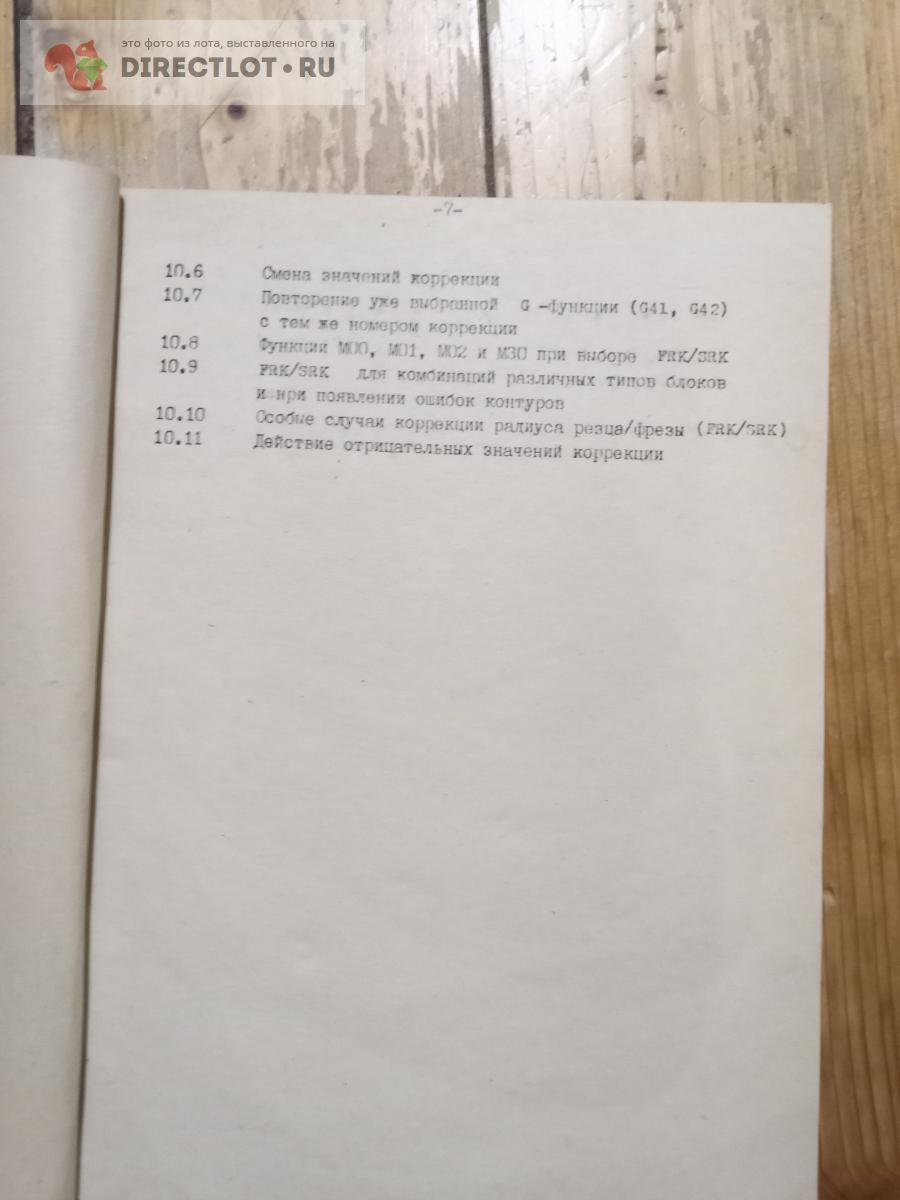 это фото из лота, выставленного на
DIRECTLOT.RU
-7-
10.6 Смена значений коррекции
10.7 Повторение уже выбранной G -функции (G41, G42)
с тем же номером коррекции
10.8 Функции M00, M01, M02 и M30 при выборе FRK/SRK
10.9 FRK/SRK для комбинаций различных типов блоков
и при появлении ошибок контуров
10.10 Особые случаи коррекции радиуса резца/фрезы (FRK/SRK)
10.11 Действие отрицательных значений коррекции